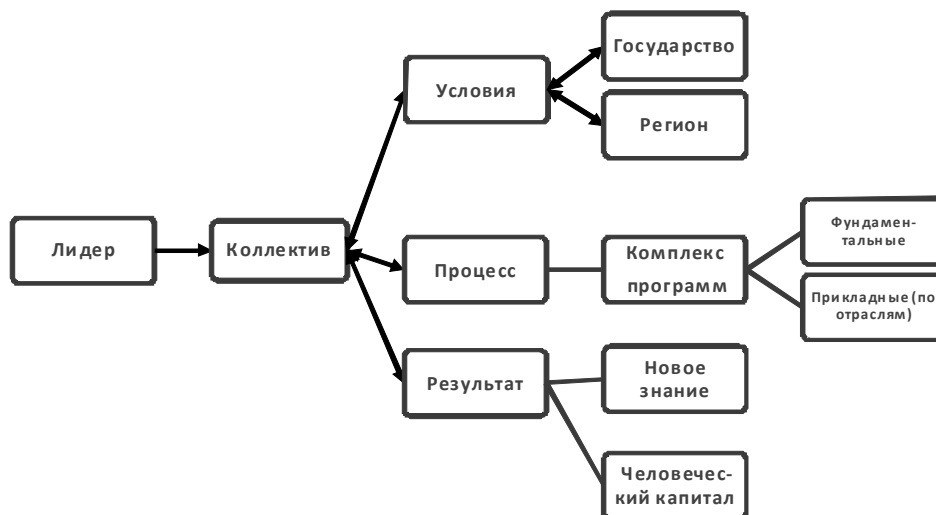 Государство
Условия
Регион
Лидер
Коллектив
Процесс
Комплекс
программ
Фундамен-
тальные
Прикладные (по
отраслям)
Результат
Новое
знание
Человечес-
кий капитал